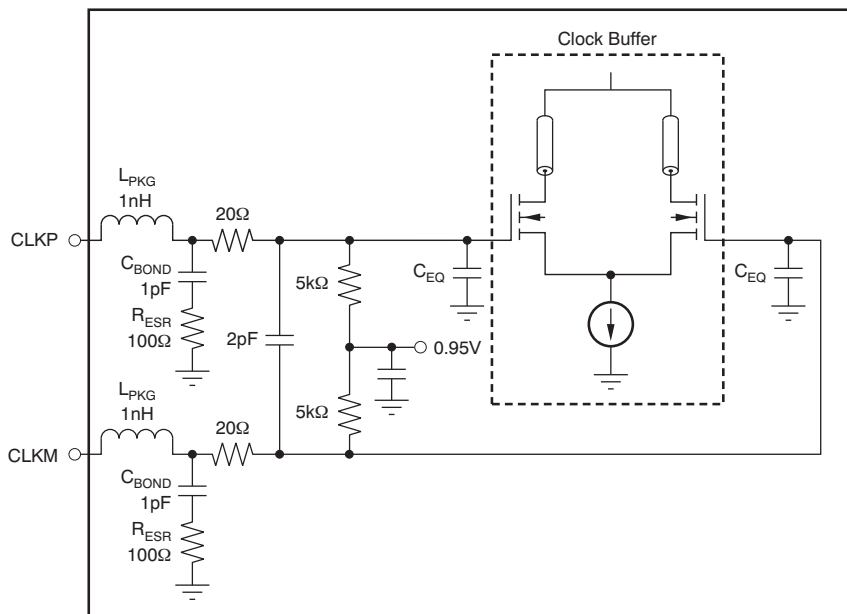 Clock Buffer
L_PKG
1nH
20Ω
CLKP
C_BOND
1pF
5kΩ
C_EQ
C_EQ
R_ESR
100Ω
2pF
0.95V
L_PKG
1nH
5kΩ
20Ω
CLKM
C_BOND
1pF
R_ESR
100Ω